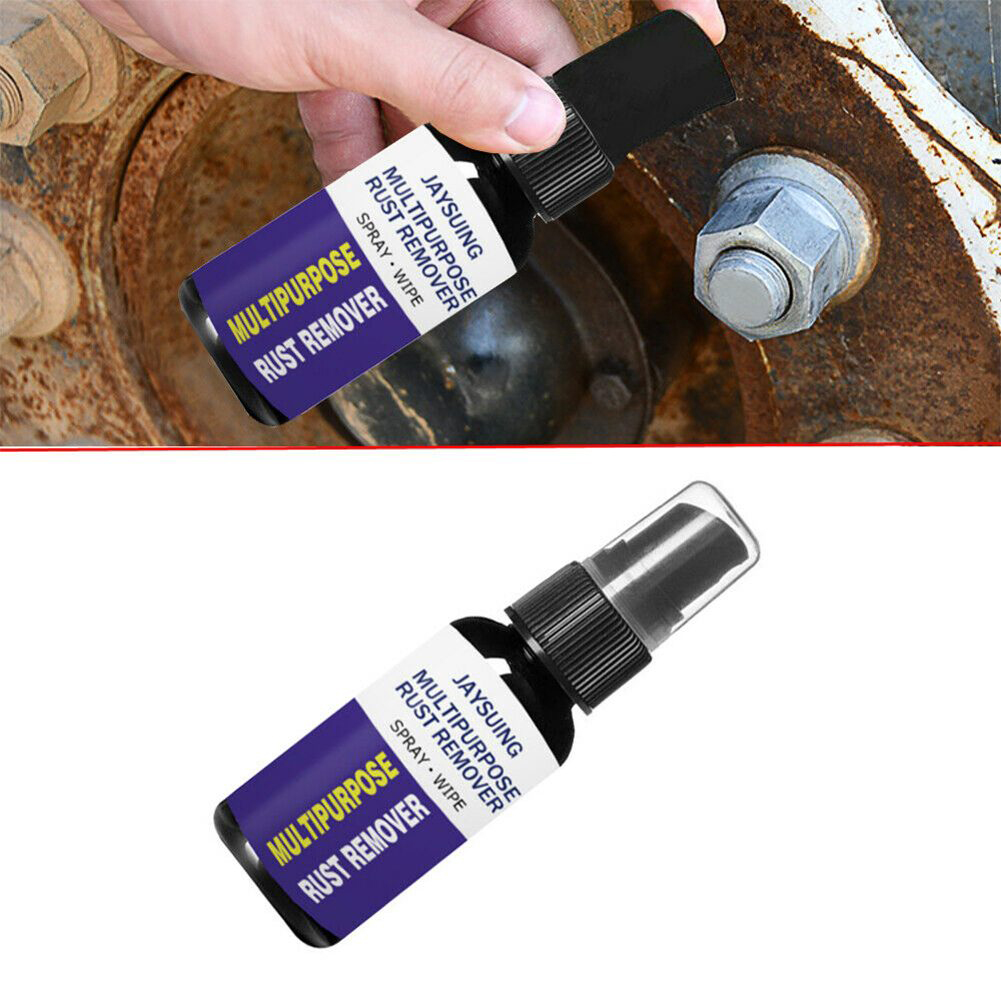 JAYSUING
MULTIPURPOSE
RUST REMOVER
SPRAY • WIPE
MULTIPURPOSE
RUST REMOVER
JAYSUING
MULTIPURPOSE
RUST REMOVER
SPRAY • WIPE
MULTIPURPOSE
RUST REMOVER